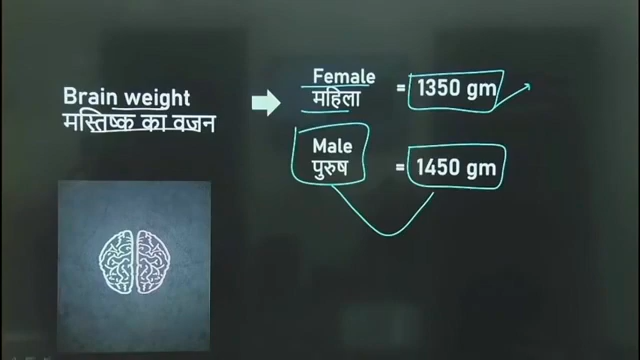 Brain weight
मस्तिष्क का वजन
Female
महिला
= 1350 gm
Male
पुरुष
= 1450 gm